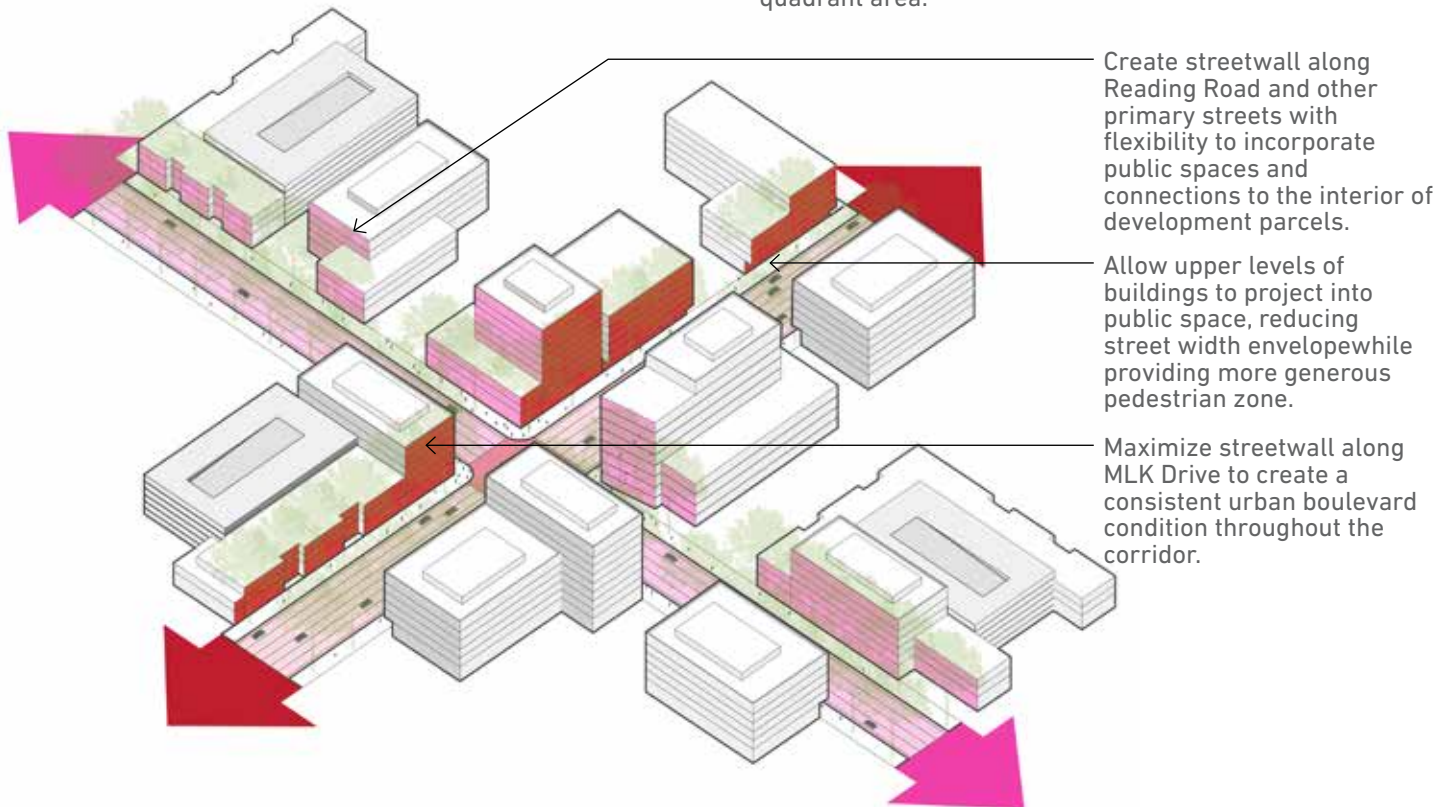 quadrant area.
Create streetwall along
Reading Road and other
primary streets with
flexibility to incorporate
public spaces and
connections to the interior of
development parcels.
Allow upper levels of
buildings to project into
public space, reducing
street width envelopewhile
providing more generous
pedestrian zone.
Maximize streetwall along
MLK Drive to create a
consistent urban boulevard
condition throughout the
corridor.